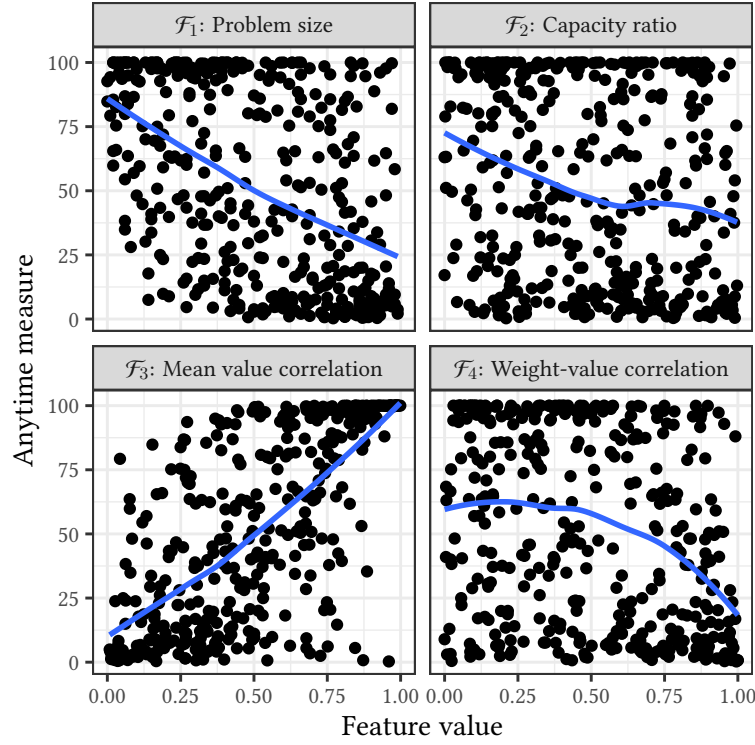 ℱ₁: Problem size
ℱ₂: Capacity ratio
100
75
50
25
0
ℱ₃: Mean value correlation
ℱ₄: Weight-value correlation
100
75
50
25
0
Anytime measure
0.00 0.25 0.50 0.75 1.00 0.00 0.25 0.50 0.75 1.00
Feature value